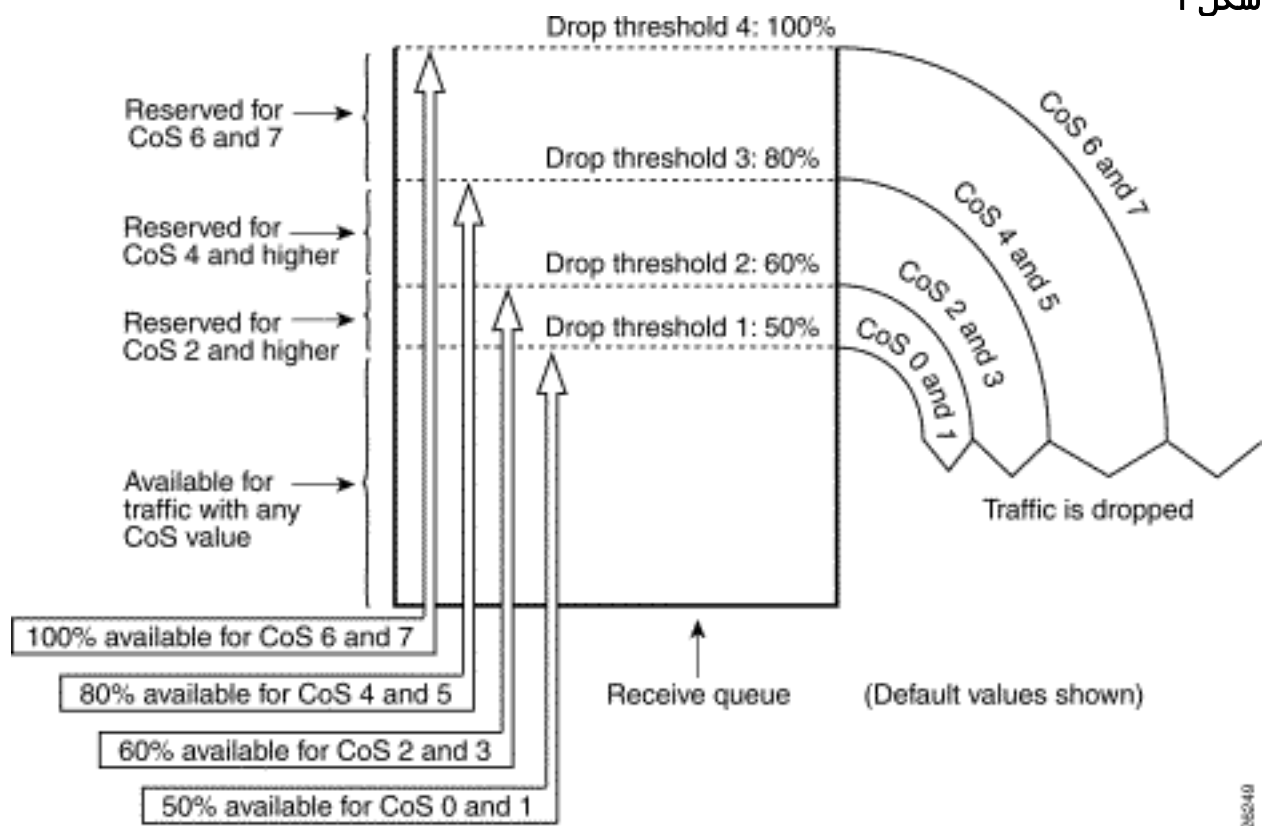 شكل 1
Drop threshold 4: 100%
Reserved for
CoS 6 and 7
CoS 6 and 7
Drop threshold 3: 80%
Reserved for
CoS 4 and higher
CoS 4 and 5
Drop threshold 2: 60%
Reserved for
CoS 2 and higher
CoS 2 and 3
Drop threshold 1: 50%
CoS 0 and 1
Available for
traffic with any
CoS value
Traffic is dropped
100% available for CoS 6 and 7
80% available for CoS 4 and 5
Receive queue
(Default values shown)
60% available for CoS 2 and 3
50% available for CoS 0 and 1